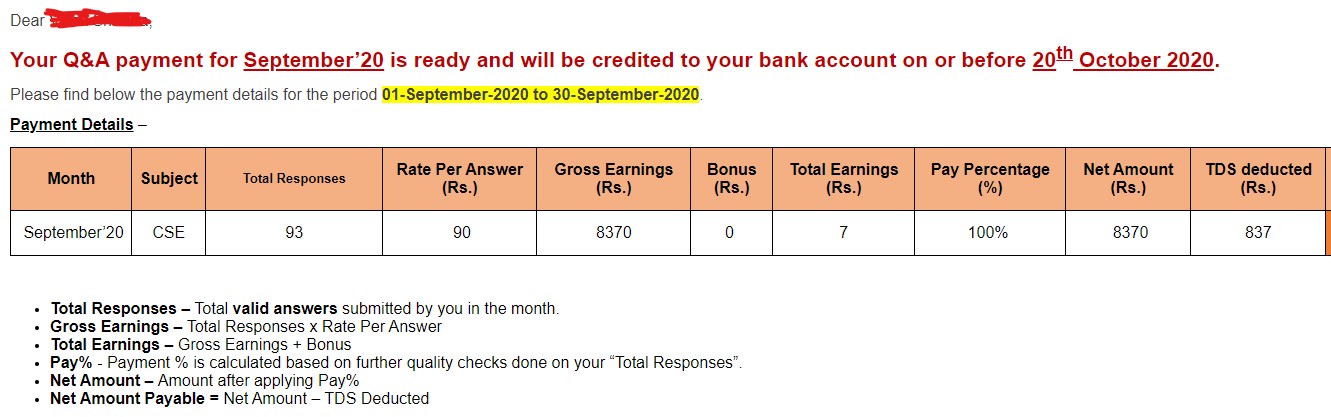 Dear
Your Q&A payment for September’20 is ready and will be credited to your bank account on or before 20th October 2020.
Please find below the payment details for the period 01-September-2020 to 30-September-2020.
Payment Details –
Month Subject Total Responses Rate Per Answer (Rs.) Gross Earnings (Rs.) Bonus (Rs.) Total Earnings (Rs.) Pay Percentage (%) Net Amount (Rs.) TDS deducted (Rs.)
September’20 CSE 93 90 8370 0 7 100% 8370 837
• Total Responses – Total valid answers submitted by you in the month.
• Gross Earnings – Total Responses x Rate Per Answer
• Total Earnings – Gross Earnings + Bonus
• Pay% - Payment % is calculated based on further quality checks done on your “Total Responses”.
• Net Amount – Amount after applying Pay%
• Net Amount Payable = Net Amount – TDS Deducted